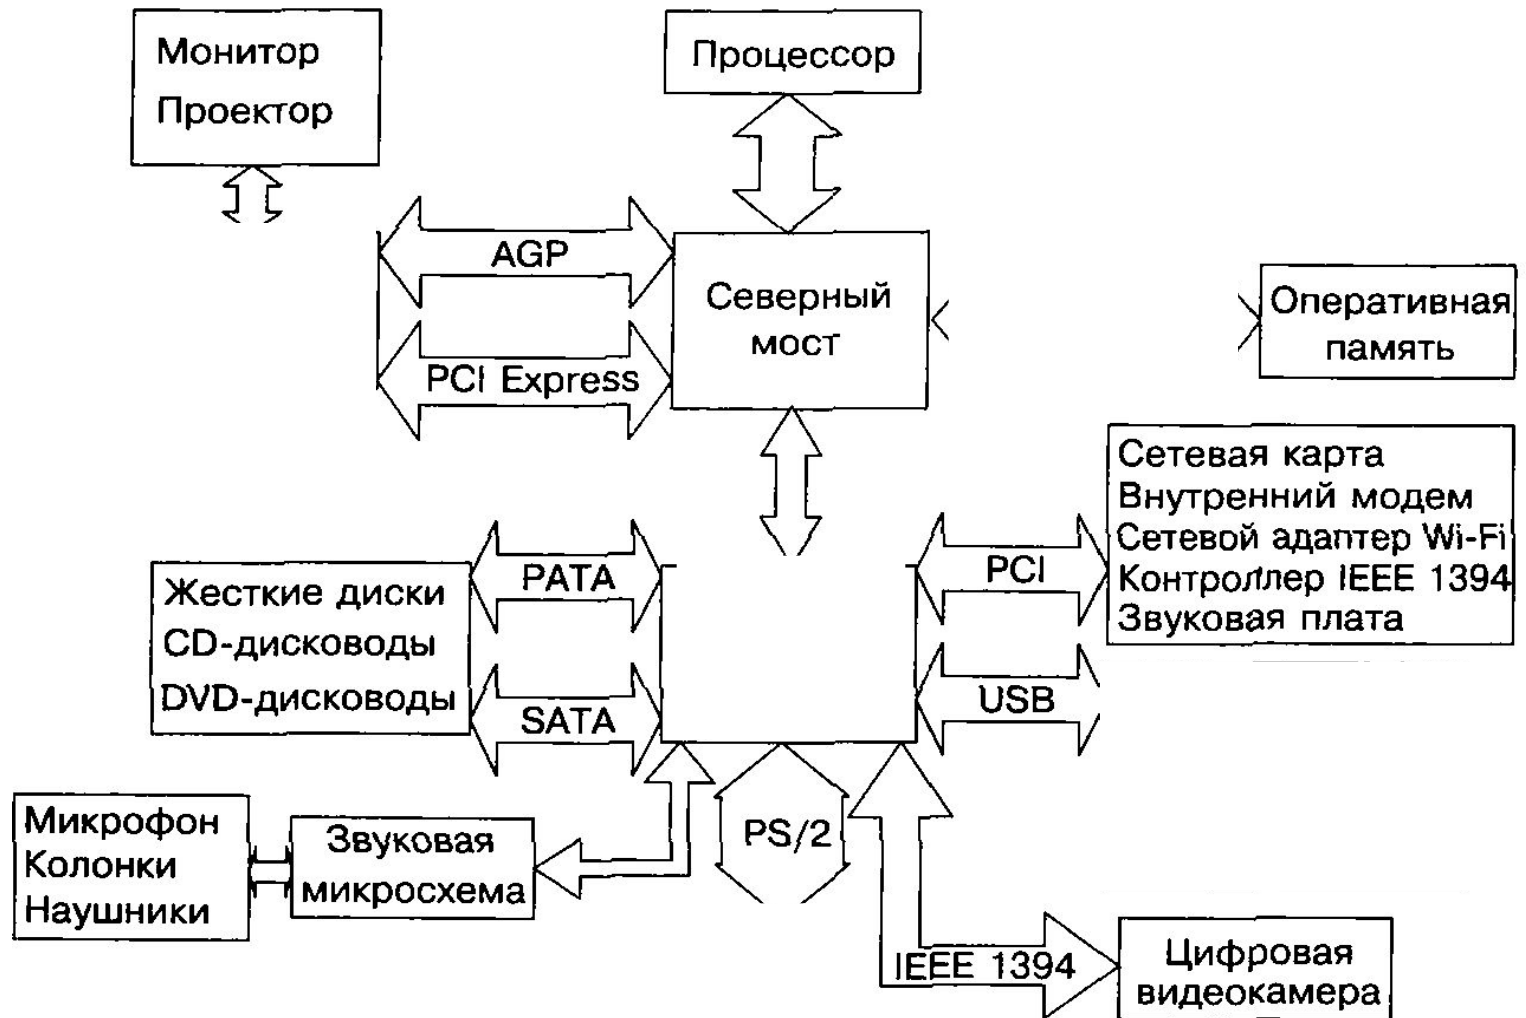 Монитор
Проектор
Процессор
AGP
Северный
мост
PCI Express
Оперативная
память
Сетевая карта
Внутренний модем
Сетевой адаптер Wi-Fi
Контроллер IEEE 1394
Звуковая плата
PATA
PCI
Жесткие диски
CD-дисководы
DVD-дисководы
SATA
USB
Микрофон
Колонки
Наушники
Звуковая
микросхема
PS/2
IEEE 1394
Цифровая
видеокамера